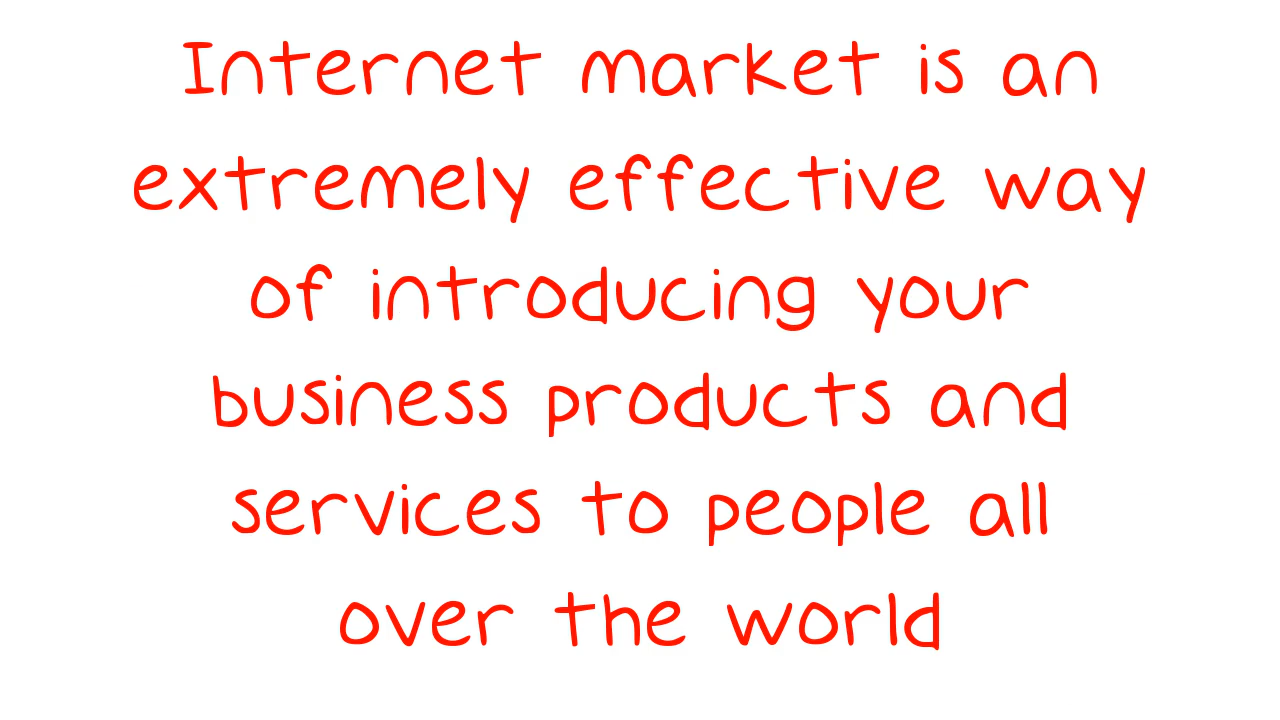 Internet market is an
extremely effective way
of introducing your
business products and
services to people all
over the world